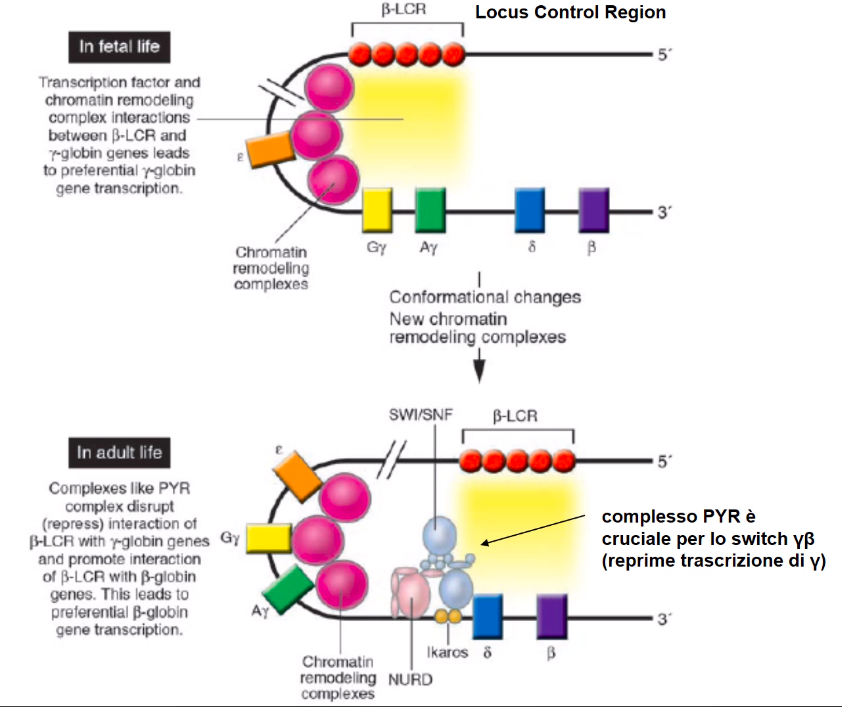 β-LCR
Locus Control Region
In fetal life
5´
Transcription factor and
chromatin remodeling
complex interactions
between β-LCR and
γ-globin genes leads
to preferential γ-globin
gene transcription.
ε
3´
Chromatin
remodeling
complexes
Gγ
Aγ
δ
β
Conformational changes
New chromatin
remodeling complexes
SWI/SNF
β-LCR
In adult life
ε
5´
Complexes like PYR
complex disrupt
(repress) interaction of
β-LCR with γ-globin genes
and promote interaction
of β-LCR with β-globin
genes. This leads to
preferential β-globin
gene transcription.
Gγ
Aγ
complesso PYR è
cruciale per lo switch γβ
(reprime trascrizione di γ)
3´
Ikaros
δ
β
Chromatin
remodeling
complexes
NURD